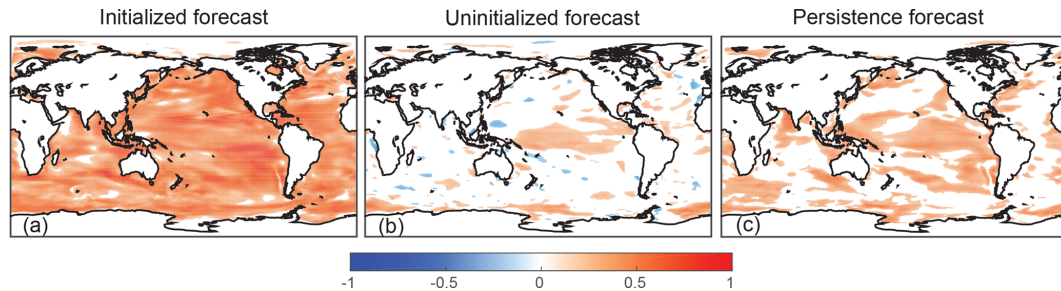 Initialized forecast
Uninitialized forecast
Persistence forecast
(a)
(b)
(c)
-1
-0.5
0
0.5
1